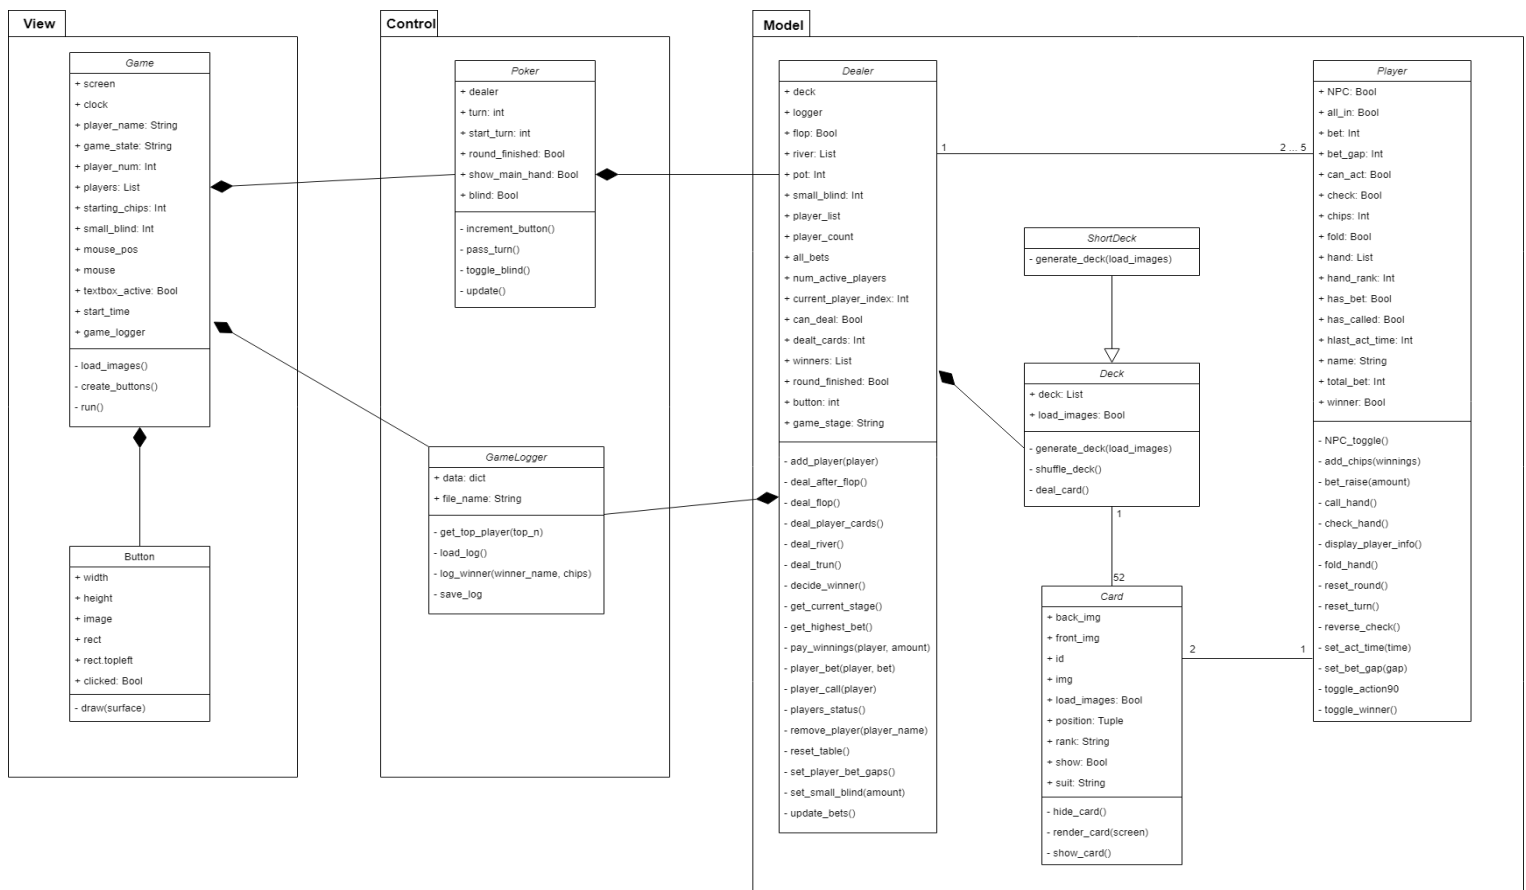 View
Game
+ screen
+ clock
+ player_name: String
+ game_state: String
+ player_num: Int
+ players: List
+ starting_chips: Int
+ small_blind: Int
+ mouse_pos
+ mouse
+ textbox_active: Bool
+ start_time
+ game_logger
- load_images()
- create_buttons()
- run()
Button
+ width
+ height
+ image
+ rect
+ rect.topleft
+ clicked: Bool
- draw(surface)
Control
Poker
+ dealer
+ turn: int
+ start_turn: int
+ round_finished: Bool
+ show_main_hand: Bool
+ blind: Bool
- increment_button()
- pass_turn()
- toggle_blind()
- update()
GameLogger
+ data: dict
+ file_name: String
- get_top_player(top_n)
- load_log()
- log_winner(winner_name, chips)
- save_log
Model
Dealer
+ deck
+ logger
+ flop: Bool
+ river: List
+ pot: Int
+ small_blind: Int
+ player_list
+ player_count
+ all_bets
+ num_active_players
+ current_player_index: Int
+ can_deal: Bool
+ dealt_cards: Int
+ winners: List
+ round_finished: Bool
+ button: int
+ game_stage: String
- add_player(player)
- deal_after_flop()
- deal_flop()
- deal_player_cards()
- deal_river()
- deal_trun()
- decide_winner()
- get_current_stage()
- get_highest_bet()
- pay_winnings(player, amount)
- player_bet(player, bet)
- player_call(player)
- players_status()
- remove_player(player_name)
- reset_table()
- set_player_bet_gaps()
- set_small_blind(amount)
- update_bets()
1
2 ... 5
ShortDeck
- generate_deck(load_images)
Deck
+ deck: List
+ load_images: Bool
- generate_deck(load_images)
- shuffle_deck()
- deal_card()
1
52
Card
+ back_img
+ front_img
+ id
+ img
+ load_images: Bool
+ position: Tuple
+ rank: String
+ show: Bool
+ suit: String
- hide_card()
- render_card(screen)
- show_card()
2
1
Player
+ NPC: Bool
+ all_in: Bool
+ bet: Int
+ bet_gap: Int
+ can_act: Bool
+ check: Bool
+ chips: Int
+ fold: Bool
+ hand: List
+ hand_rank: Int
+ has_bet: Bool
+ has_called: Bool
+ hlast_act_time: Int
+ name: String
+ total_bet: Int
+ winner: Bool
- NPC_toggle()
- add_chips(winnings)
- bet_raise(amount)
- call_hand()
- check_hand()
- display_player_info()
- fold_hand()
- reset_round()
- reset_turn()
- reverse_check()
- set_act_time(time)
- set_bet_gap(gap)
- toggle_action90
- toggle_winner()